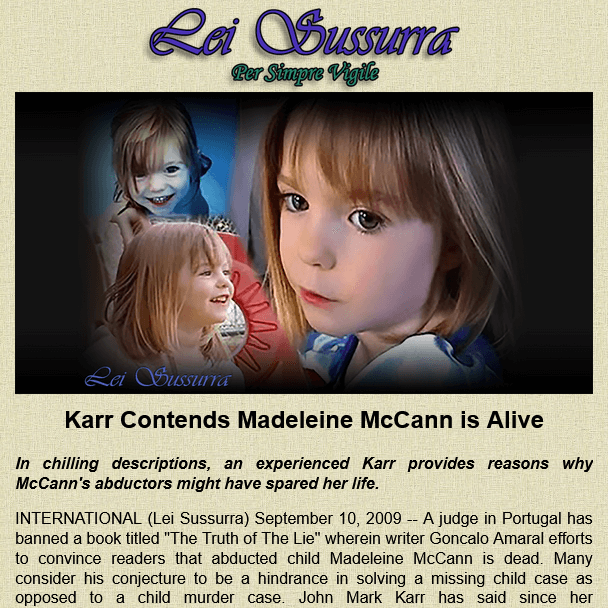 Lei Sussurra
Per Simpre Vigile
Lei Sussurra
Karr Contends Madeleine McCann is Alive
In chilling descriptions, an experienced Karr provides reasons why
McCann's abductors might have spared her life.
INTERNATIONAL (Lei Sussurra) September 10, 2009 -- A judge in Portugal has
banned a book titled "The Truth of The Lie" wherein writer Goncalo Amaral efforts
to convince readers that abducted child Madeleine McCann is dead. Many
consider his conjecture to be a hindrance in solving a missing child case as
opposed to a child murder case. John Mark Karr has said since her